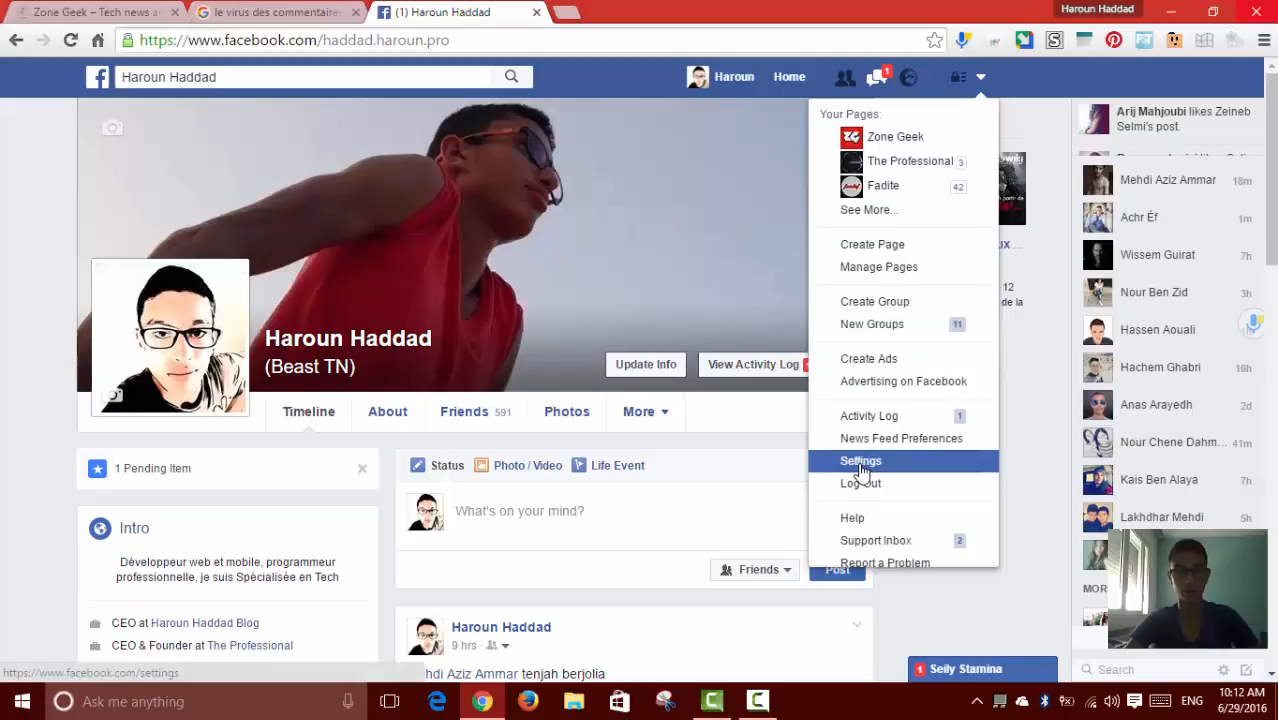 Zone Geek – Tech news a
le virus des commentaires
(1) Haroun Haddad
Haroun Haddad
https://www.facebook.com/haddad.haroun.pro
Haroun Haddad
Haroun
Home
1
Your Pages:
Zone Geek
The Professional 3
Fadite 42
See More...
Create Page
Manage Pages
Create Group
New Groups 11
Create Ads
Advertising on Facebook
Activity Log 1
News Feed Preferences
Settings
Log Out
Help
Support Inbox 2
Report a Problem
Arij Mahjoubi likes Zeineb
Selmi's post.
Mehdi Aziz Ammar 18m
Achr Éf 1m
Wissem Guirat 7h
Nour Ben Zid 3h
Hassen Aouali 7h
Hachem Ghabri 7h
Anas Arayedh 2d
Nour Chene Dahm... 41m
Kais Ben Alaya 7h
Lakhdhar Mehdi 5h
MOR
Search
12
de la
Haroun Haddad
(Beast TN)
Update Info
View Activity Log
Timeline
About
Friends 591
Photos
More
1 Pending Item
Intro
Développeur web et mobile, programmeur
professionnelle, je suis Spécialisée en Tech
CEO at Haroun Haddad Blog
CEO & Founder at The Professional
Status
Photo / Video
Life Event
What's on your mind?
Friends
Post
Haroun Haddad
9 hrs
hdi Aziz Ammar tenjah berjolia
https://www.facebook.com/settings
1 Seily Stamina
Ask me anything
ENG
10:12 AM
6/29/2016